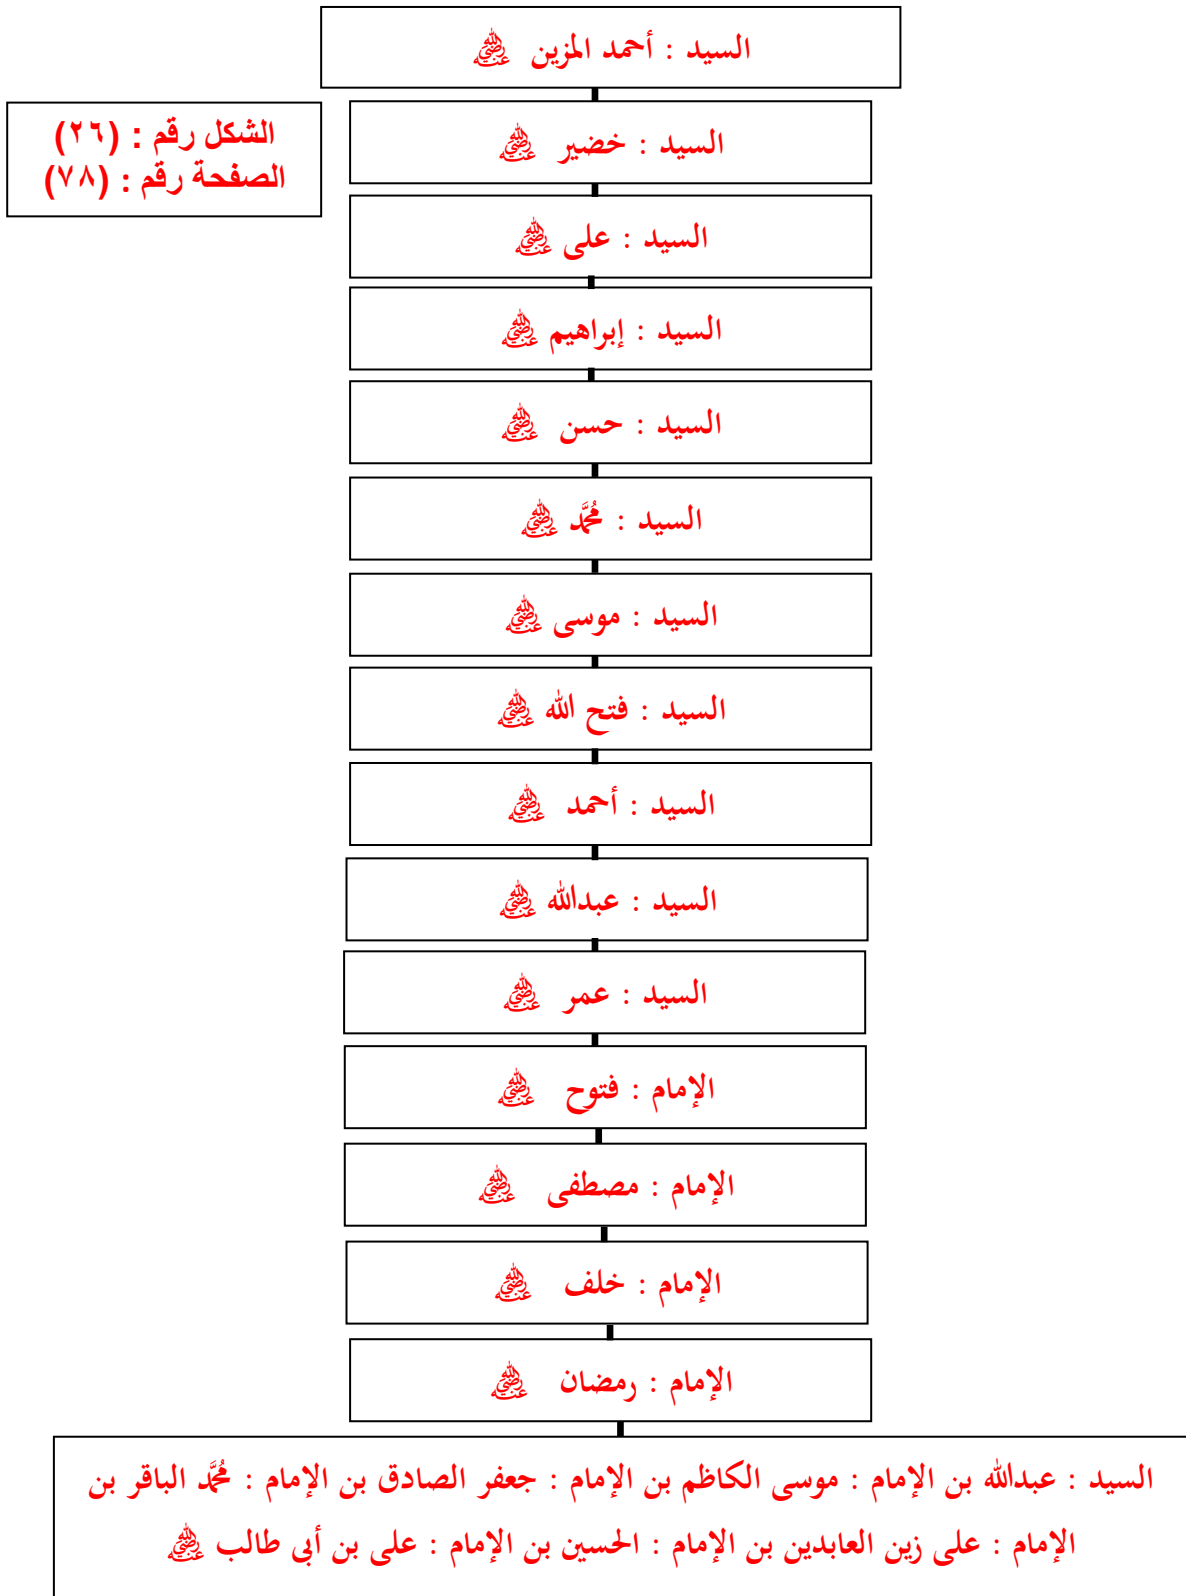 السيد : أحمد المزين ﵁
الشكل رقم : (٢٦)
الصفحة رقم : (٧٨)
السيد : خضير ﵁
السيد : على ﵁
السيد : إبراهيم ﵁
السيد : حسن ﵁
السيد : مُحَّد ﵁
السيد : موسى ﵁
السيد : فتح الله ﵁
السيد : أحمد ﵁
السيد : عبدالله ﵁
السيد : عمر ﵁
الإمام : فتوح ﵁
الإمام : مصطفى ﵁
الإمام : خلف ﵁
الإمام : رمضان ﵁
السيد : عبدالله بن الإمام : موسى الكاظم بن الإمام : جعفر الصادق بن الإمام : مُحَّد الباقر بن
الإمام : على زين العابدين بن الإمام : الحسين بن الإمام : على بن أبى طالب ﵁